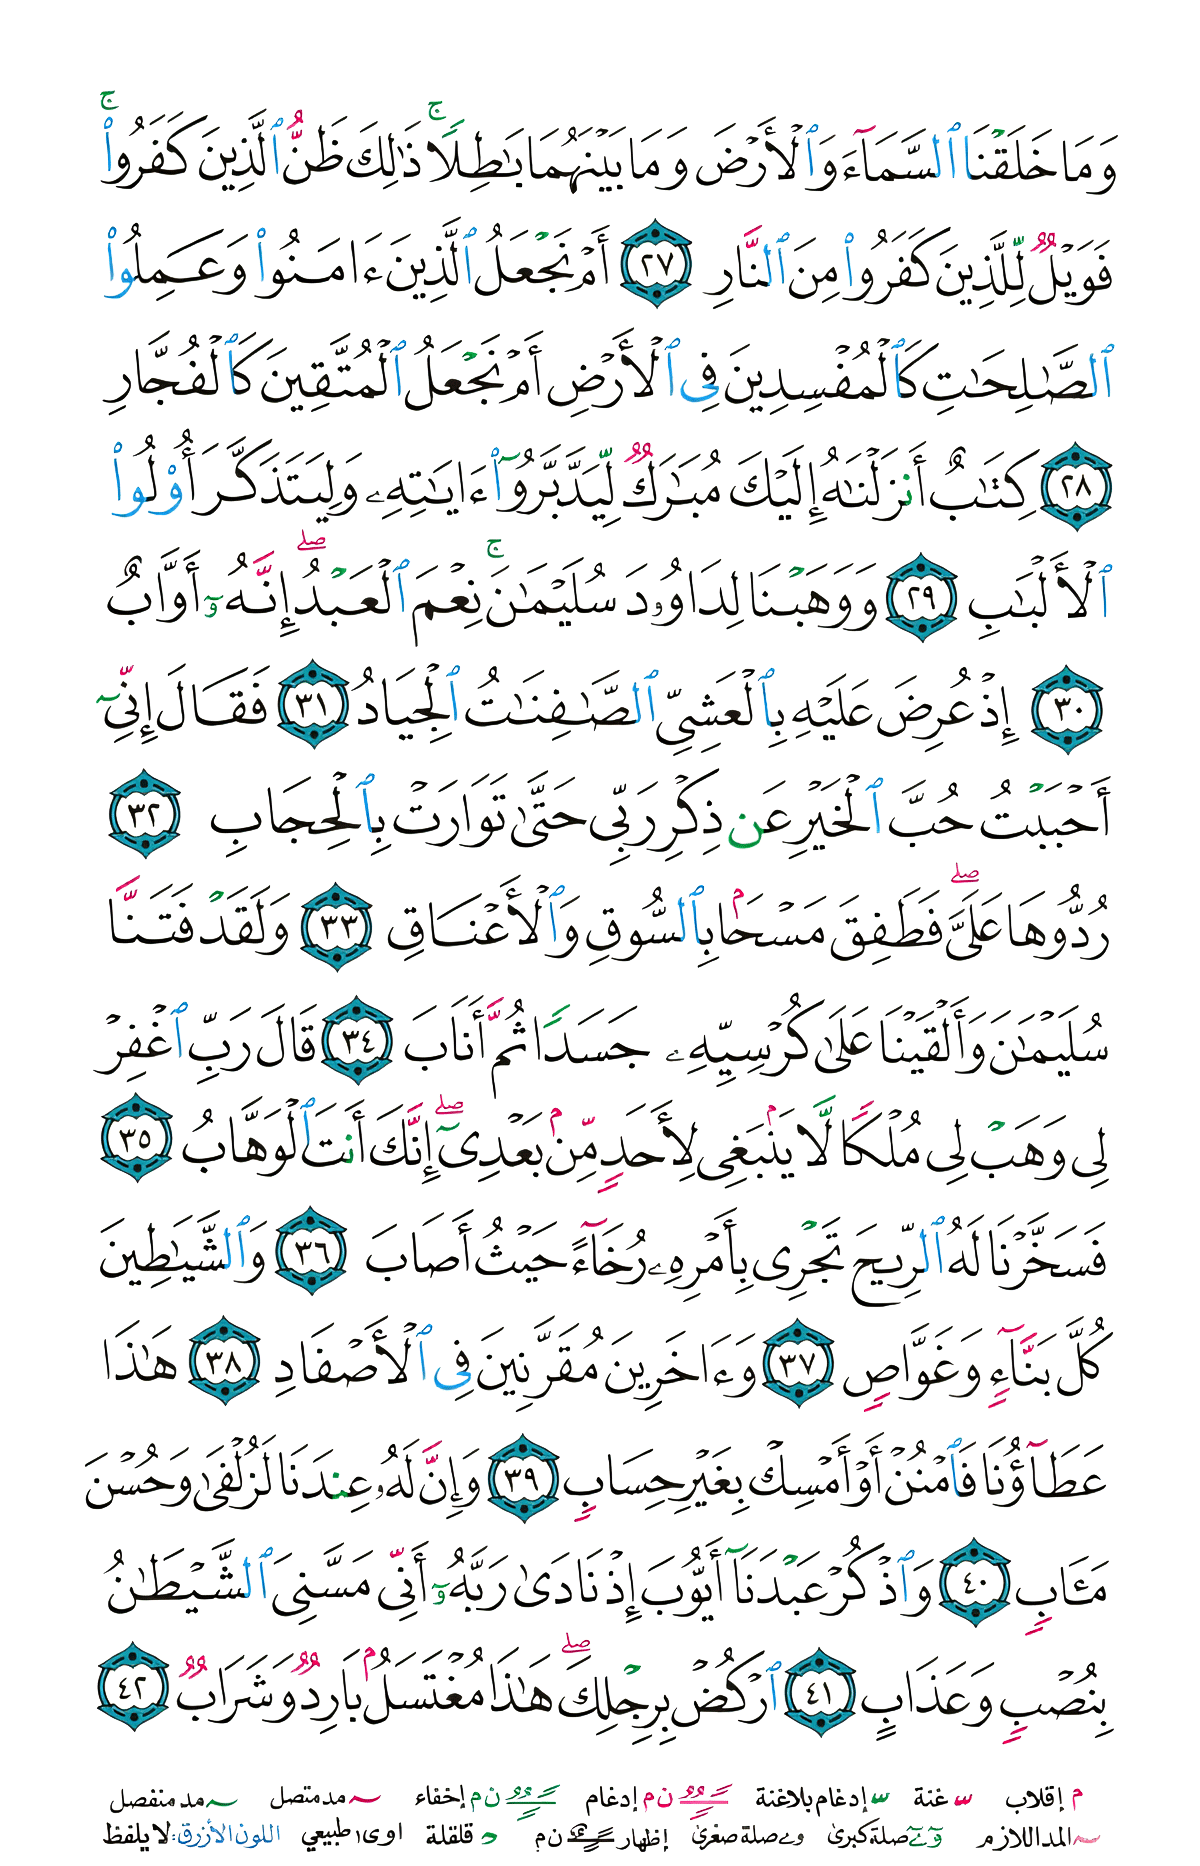 وَمَا خَلَقْنَا ٱلسَّمَآءَ وَٱلْأَرْضَ وَمَا بَيْنَهُمَا بَٰطِلًۭا ۚ ذَٰلِكَ ظَنُّ ٱلَّذِينَ كَفَرُوا۟ ۚ
فَوَيْلٌۭ لِّلَّذِينَ كَفَرُوا۟ مِنَ ٱلنَّارِ ٢٧ أَمْ نَجْعَلُ ٱلَّذِينَ ءَامَنُوا۟ وَعَمِلُوا۟
ٱلصَّٰلِحَٰتِ كَٱلْمُفْسِدِينَ فِى ٱلْأَرْضِ أَمْ نَجْعَلُ ٱلْمُتَّقِينَ كَٱلْفُجَّارِ
٢٨ كِتَٰبٌ أَنزَلْنَٰهُ إِلَيْكَ مُبَٰرَكٌۭ لِّيَدَّبَّرُوٓا۟ ءَايَٰتِهِۦ وَلِيَتَذَكَّرَ أُو۟لُوا۟
ٱلْأَلْبَٰبِ ٢٩ وَوَهَبْنَا لِدَاوُۥدَ سُلَيْمَٰنَ ۚ نِعْمَ ٱلْعَبْدُ ۖ إِنَّهُۥٓ أَوَّابٌ
٣٠ إِذْ عُرِضَ عَلَيْهِ بِٱلْعَشِىِّ ٱلصَّٰفِنَٰتُ ٱلْجِيَادُ ٣١ فَقَالَ إِنِّىٓ
أَحْبَبْتُ حُبَّ ٱلْخَيْرِ عَن ذِكْرِ رَبِّى حَتَّىٰ تَوَارَتْ بِٱلْحِجَابِ ٣٢
رُدُّوهَا عَلَىَّ ۖ فَطَفِقَ مَسْحًۢا بِٱلسُّوقِ وَٱلْأَعْنَاقِ ٣٣ وَلَقَدْ فَتَنَّا
سُلَيْمَٰنَ وَأَلْقَيْنَا عَلَىٰ كُرْسِيِّهِۦ جَسَدًۭا ثُمَّ أَنَابَ ٣٤ قَالَ رَبِّ ٱغْفِرْ
لِى وَهَبْ لِى مُلْكًۭا لَّا يَنۢبَغِى لِأَحَدٍۢ مِّنۢ بَعْدِىٓ ۖ إِنَّكَ أَنتَ ٱلْوَهَّابُ ٣٥
فَسَخَّرْنَا لَهُ ٱلرِّيحَ تَجْرِى بِأَمْرِهِۦ رُخَآءً حَيْثُ أَصَابَ ٣٦ وَٱلشَّيَٰطِينَ
كُلَّ بَنَّآءٍۢ وَغَوَّاصٍۢ ٣٧ وَءَاخَرِينَ مُقَرَّنِينَ فِى ٱلْأَصْفَادِ ٣٨ هَٰذَا
عَطَآؤُنَا فَٱمْنُنْ أَوْ أَمْسِكْ بِغَيْرِ حِسَابٍۢ ٣٩ وَإِنَّ لَهُۥ عِندَنَا لَزُلْفَىٰ وَحُسْنَ
مَـَٔابٍۢ ٤٠ وَٱذْكُرْ عَبْدَنَآ أَيُّوبَ إِذْ نَادَىٰ رَبَّهُۥٓ أَنِّى مَسَّنِىَ ٱلشَّيْطَٰنُ
بِنُصْبٍۢ وَعَذَابٍ ٤١ ٱرْكُضْ بِرِجْلِكَ ۖ هَٰذَا مُغْتَسَلٌۢ بَارِدٌۭ وَشَرَابٌۭ ٤٢
م إقلاب غنة إدغام بلاغنة ن م إدغام ن م إخفاء مد متصل مد منفصل
المد اللازم صلة كبرى صلة صغرى إظهار ن م قلقلة اوى طبيعي اللون الأزرق: لا يلفظ